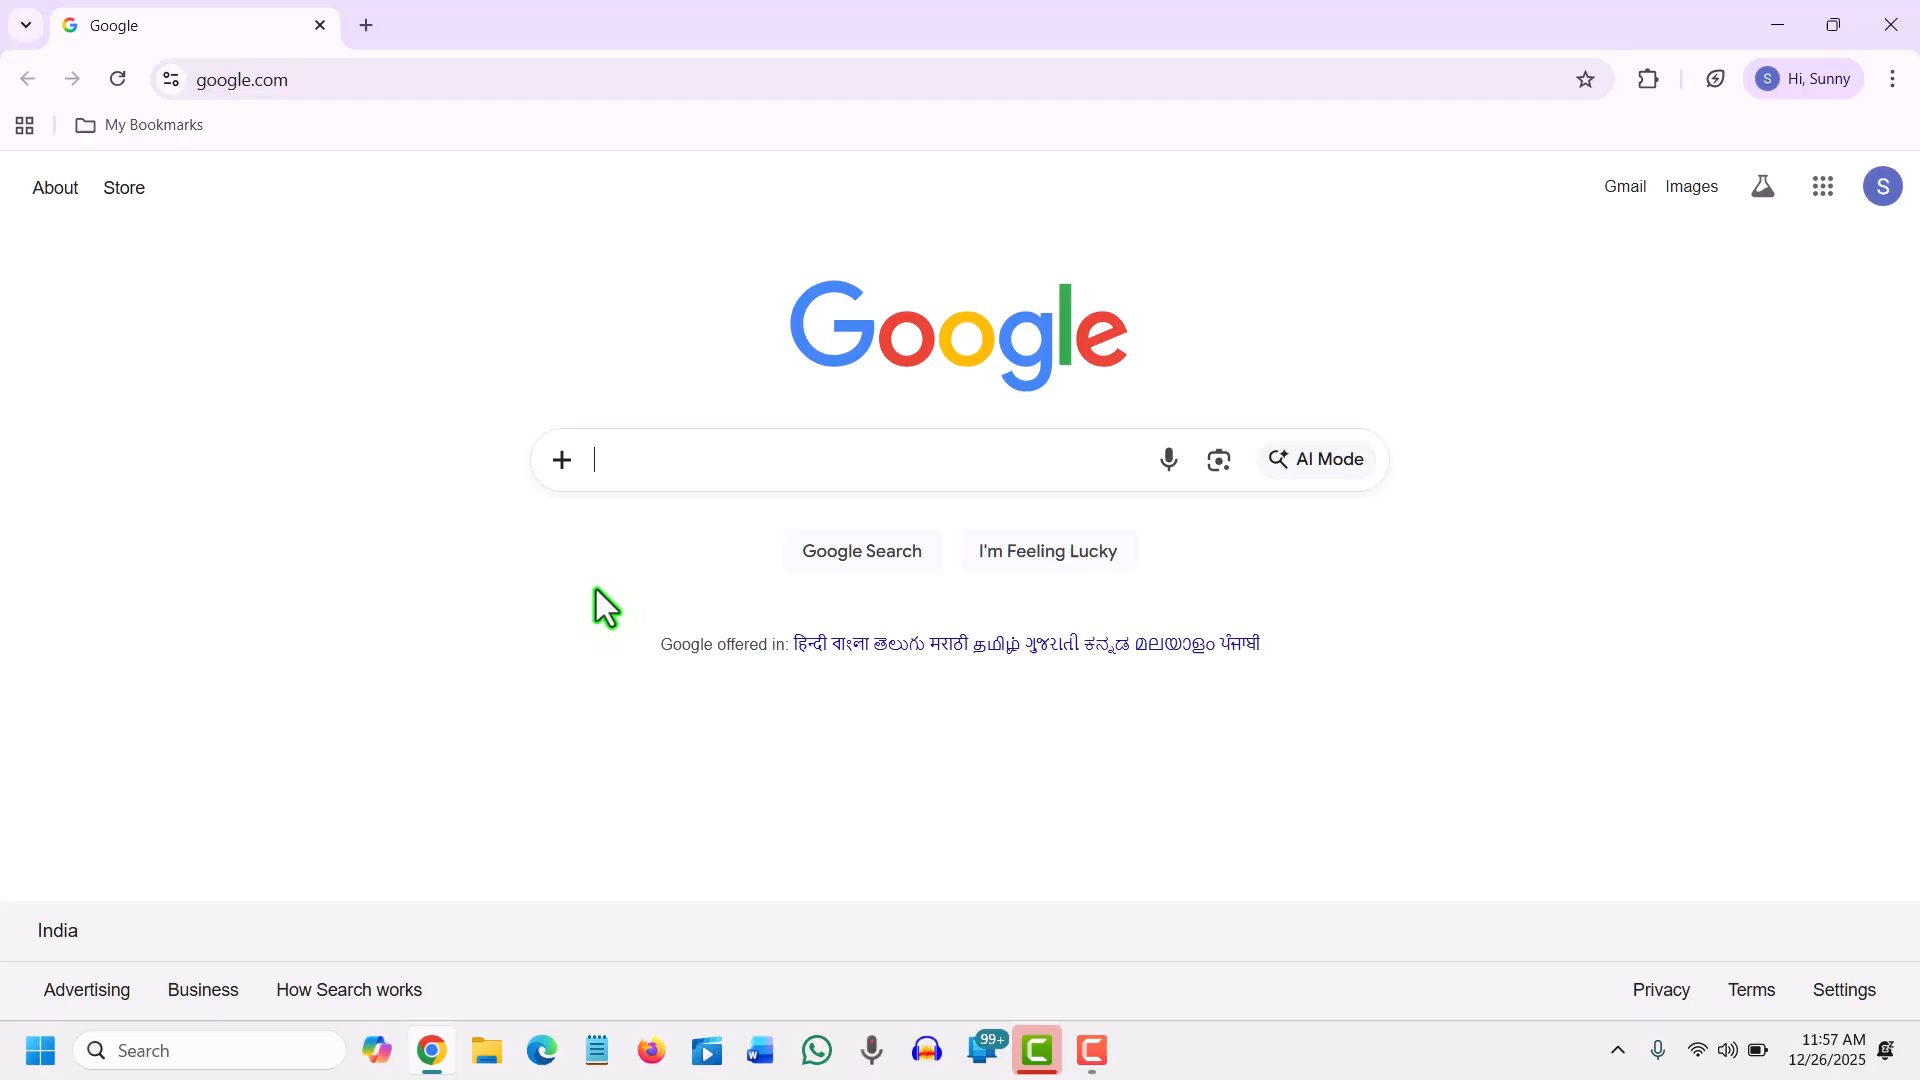 Google
google.com
Hi, Sunny
S
My Bookmarks
About Store
Gmail Images
S
Google
AI Mode
Google Search
I'm Feeling Lucky
Google offered in: हिन्दी বাংলা తెలుగు मराठी தமிழ் ગુજરાતી ಕನ್ನಡ മലയാളം ਪੰਜਾਬੀ
India
Advertising Business How Search works
Privacy Terms Settings
Search
99+
11:57 AM
12/26/2025